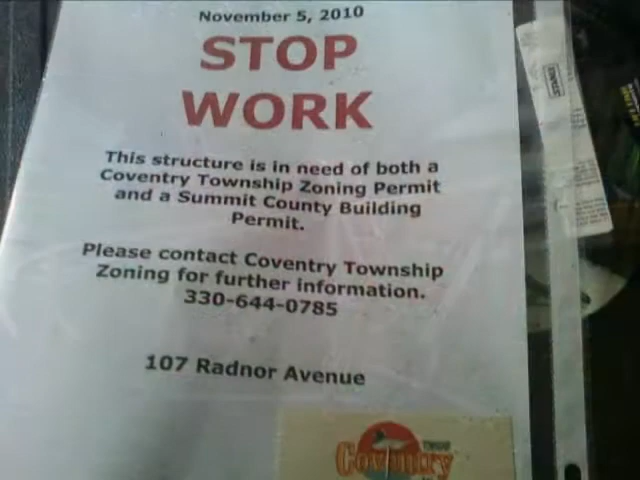 November 5, 2010
STOP
WORK
This structure is in need of both a
Coventry Township Zoning Permit
and a Summit County Building
Permit.
Please contact Coventry Township
Zoning for further information.
330-644-0785
107 Radnor Avenue
Coventry